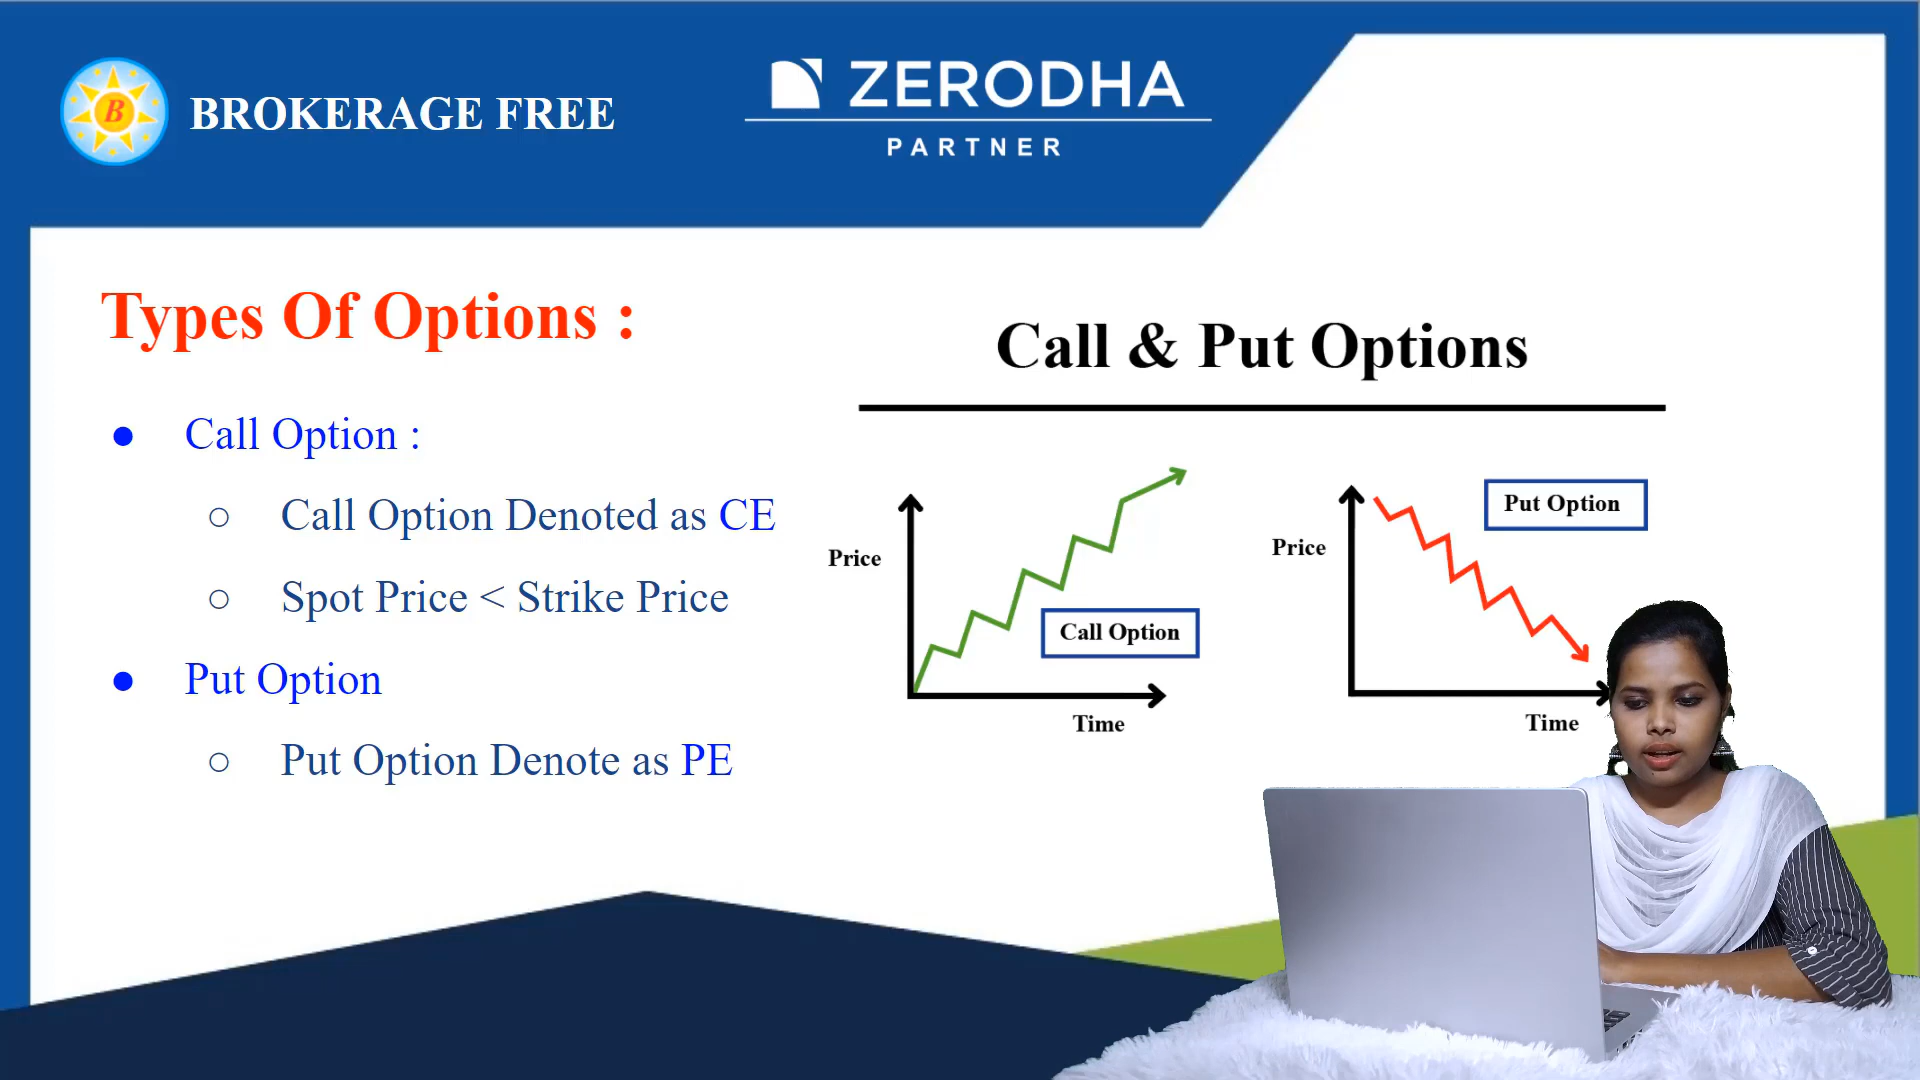 B
BROKERAGE FREE
ZERODHA
PARTNER
Types Of Options :
● Call Option :
○ Call Option Denoted as CE
○ Spot Price < Strike Price
● Put Option
○ Put Option Denote as PE
Call & Put Options
Price
Call Option
Time
Price
Put Option
Time